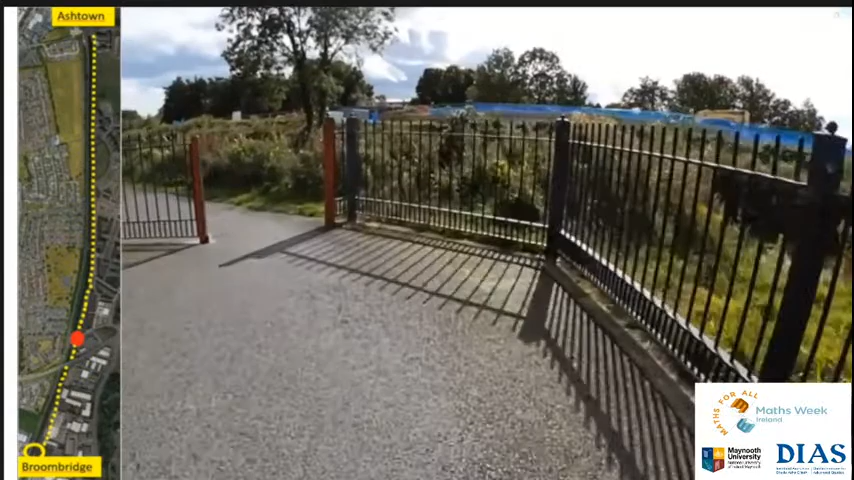 Ashtown
Broombridge
MATHS FOR ALL
Maths Week
Ireland
Maynooth
University
DIAS